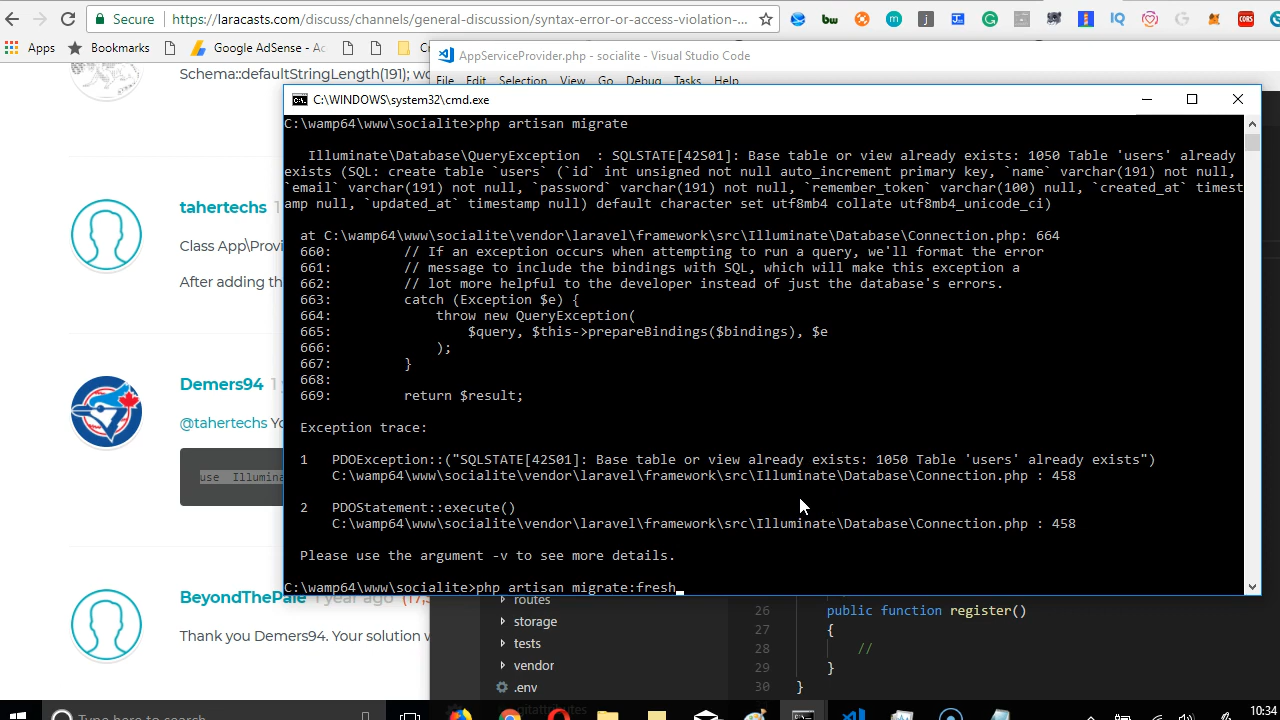 Secure https://laracasts.com/discuss/channels/general-discussion/syntax-error-or-access-violation-...
Apps Bookmarks Google AdSense - Ac
Schema::defaultStringLength(191);
AppServiceProvider.php - socialite - Visual Studio Code
File Edit Selection View Go Debug Tasks Help
C:\WINDOWS\system32\cmd.exe
C:\wamp64\www\socialite>php artisan migrate
Illuminate\Database\QueryException : SQLSTATE[42S01]: Base table or view already exists: 1050 Table 'users' already
exists (SQL: create table `users` (`id` int unsigned not null auto_increment primary key, `name` varchar(191) not null,
`email` varchar(191) not null, `password` varchar(191) not null, `remember_token` varchar(100) null, `created_at` timest
amp null, `updated_at` timestamp null) default character set utf8mb4 collate utf8mb4_unicode_ci)
at C:\wamp64\www\socialite\vendor\laravel\framework\src\Illuminate\Database\Connection.php: 664
660: // If an exception occurs when attempting to run a query, we'll format the error
661: // message to include the bindings with SQL, which will make this exception a
662: // lot more helpful to the developer instead of just the database's errors.
663: catch (Exception $e) {
664: throw new QueryException(
665: $query, $this->prepareBindings($bindings), $e
666: );
667: }
668:
669: return $result;
Exception trace:
1 PDOException::("SQLSTATE[42S01]: Base table or view already exists: 1050 Table 'users' already exists")
C:\wamp64\www\socialite\vendor\laravel\framework\src\Illuminate\Database\Connection.php : 458
2 PDOStatement::execute()
C:\wamp64\www\socialite\vendor\laravel\framework\src\Illuminate\Database\Connection.php : 458
Please use the argument -v to see more details.
C:\wamp64\www\socialite>php artisan migrate:fresh
tahertechs 1
Class App\Provi
After adding th
Demers94 1
@tahertechs Yo
use Illumina
BeyondThePale 1 year ago (17,
Thank you Demers94. Your solution w
routes
storage
tests
vendor
.env
26 public function register()
27 {
28 //
29 }
30 }
Type here to search
10:34